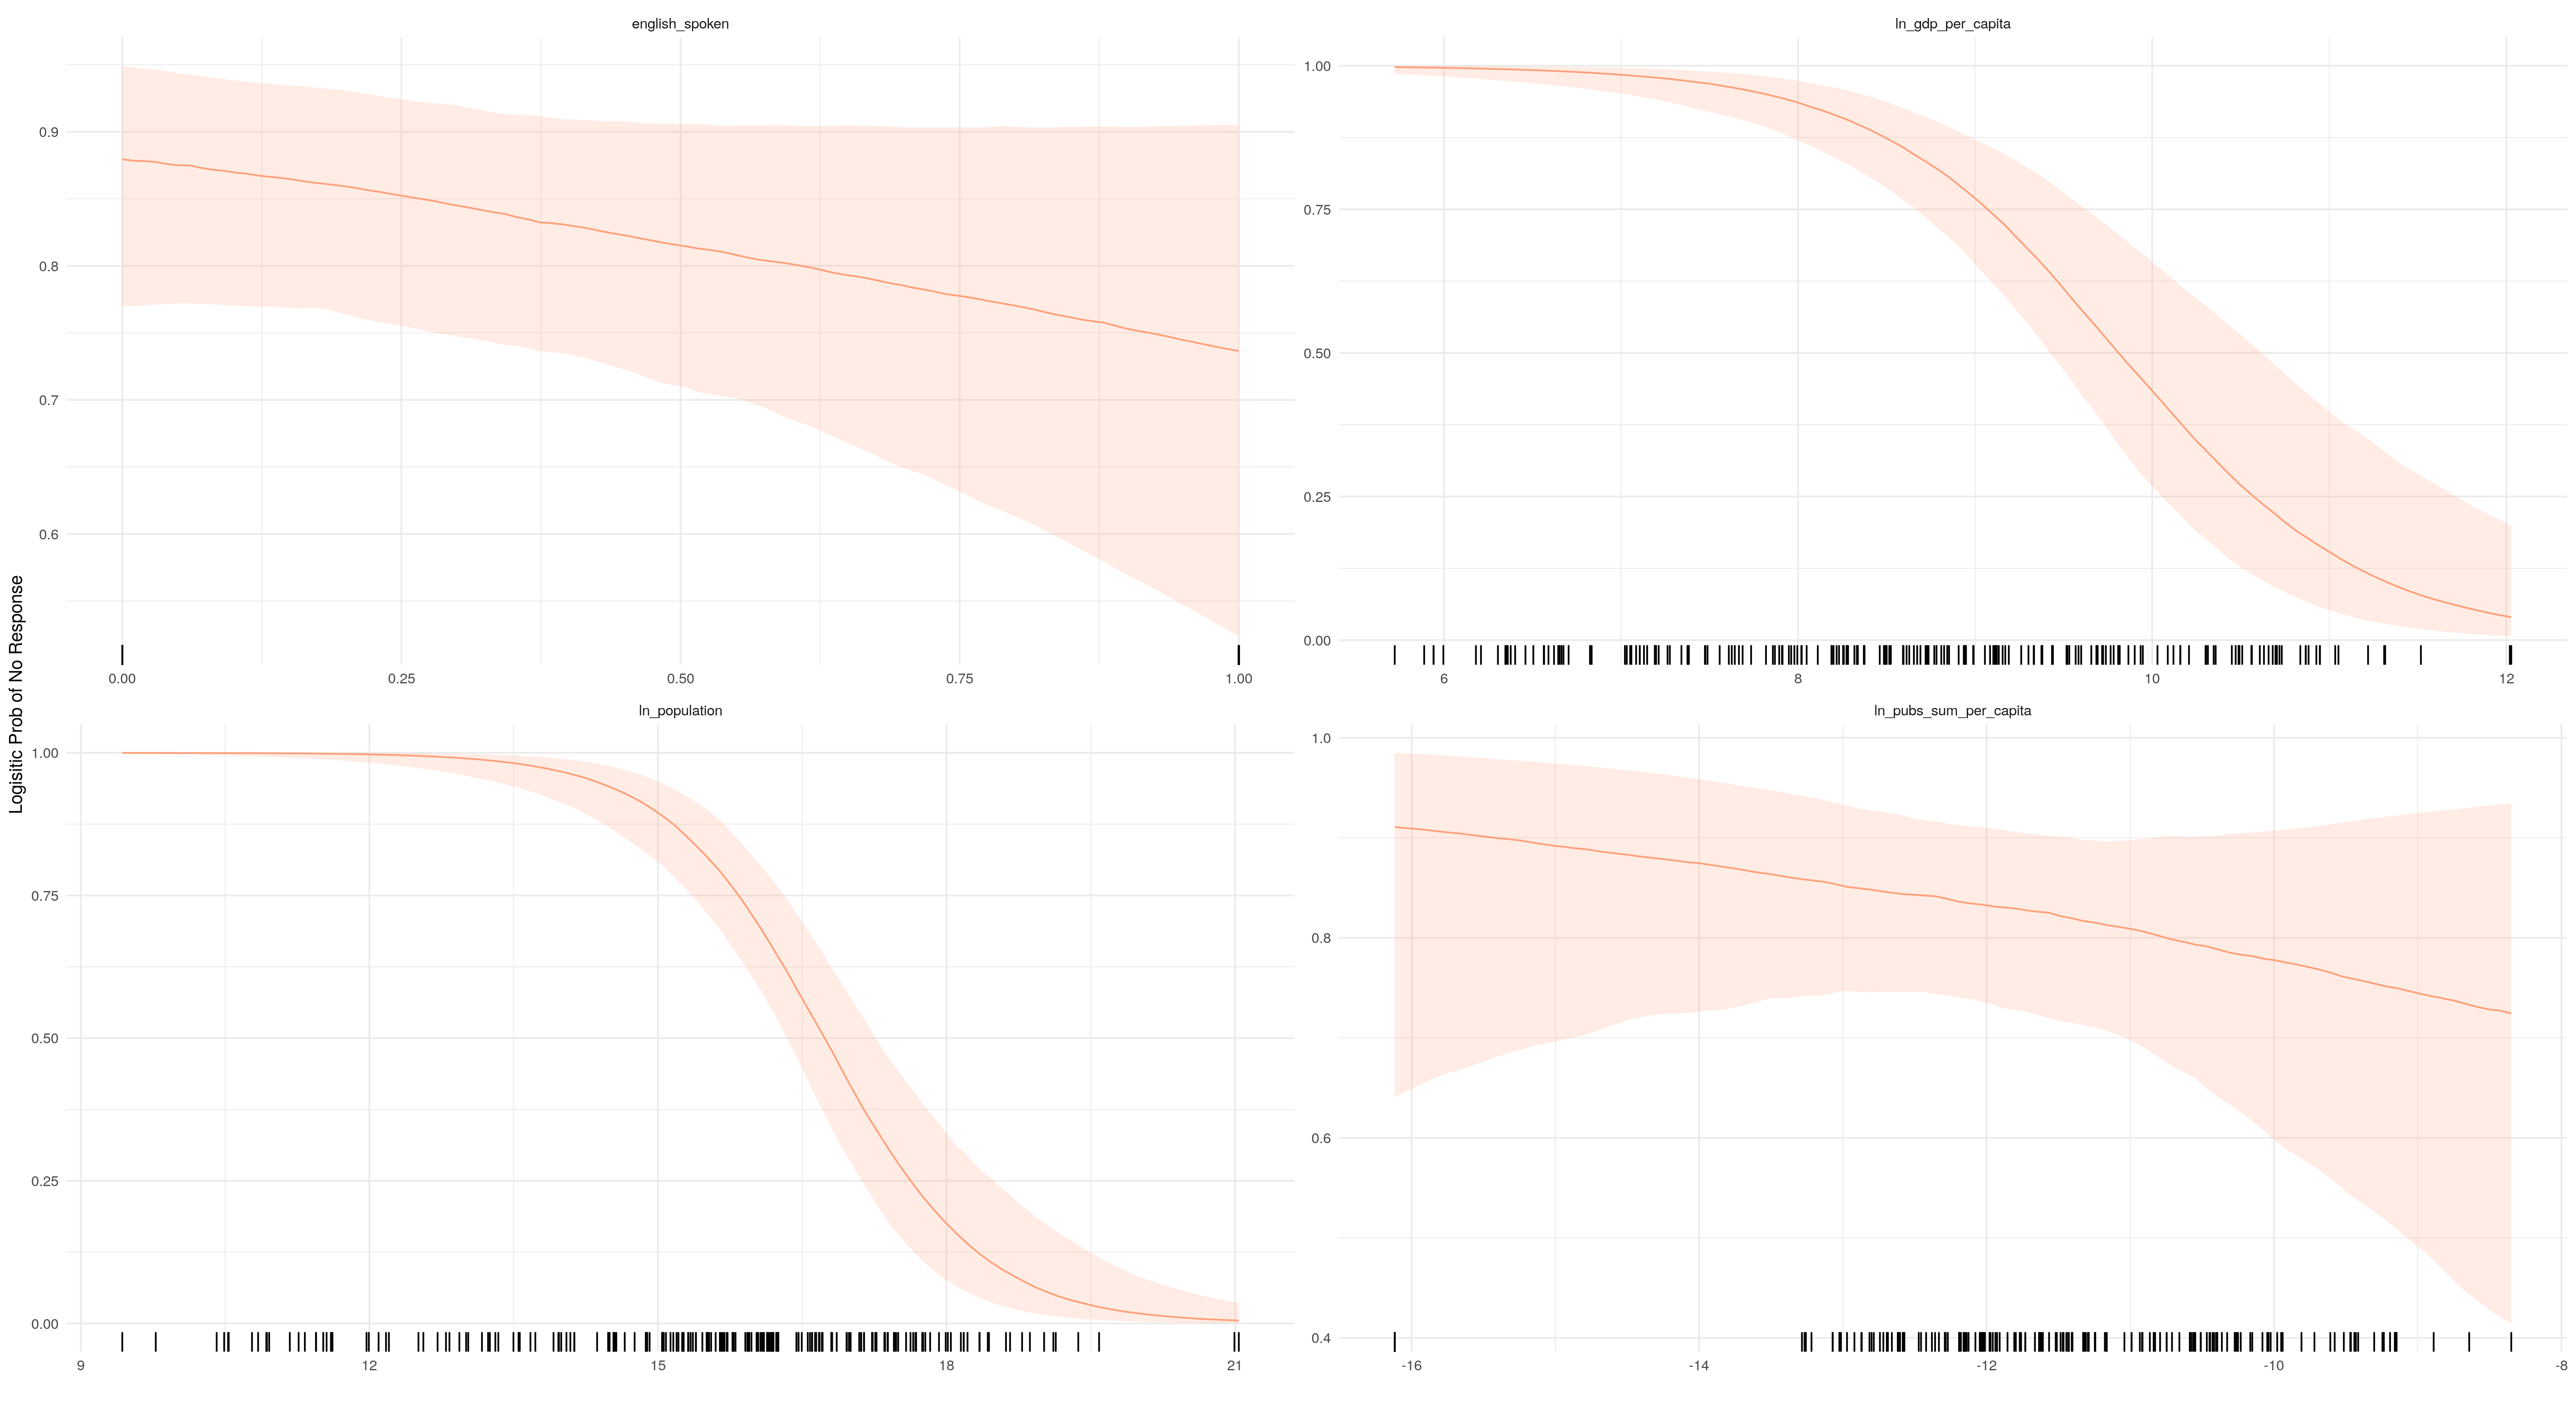 english_spoken
ln_gdp_per_capita
0.9
0.8
0.7
0.6
0.00 0.25 0.50 0.75 1.00
1.00
0.75
0.50
0.25
0.00
6 8 10 12
Logisitic Prob of No Response
ln_population
ln_pubs_sum_per_capita
1.00
0.75
0.50
0.25
0.00
9 12 15 18 21
1.0
0.8
0.6
0.4
-16 -14 -12 -10 -8